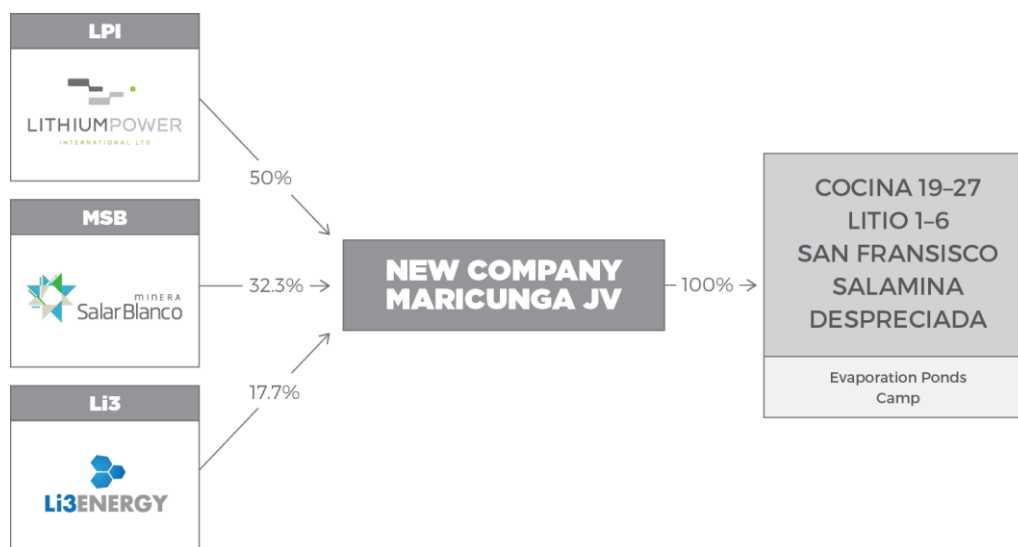 LPI
LITHIUMPOWER
INTERNATIONAL LTD
50%
MSB
MINERA
SalarBlanco
32.3%
Li3
Li3ENERGY
17.7%
NEW COMPANY
MARICUNGA JV
100%
COCINA 19–27
LITIO 1–6
SAN FRANSISCO
SALAMINA
DESPRECIADA
Evaporation Ponds
Camp